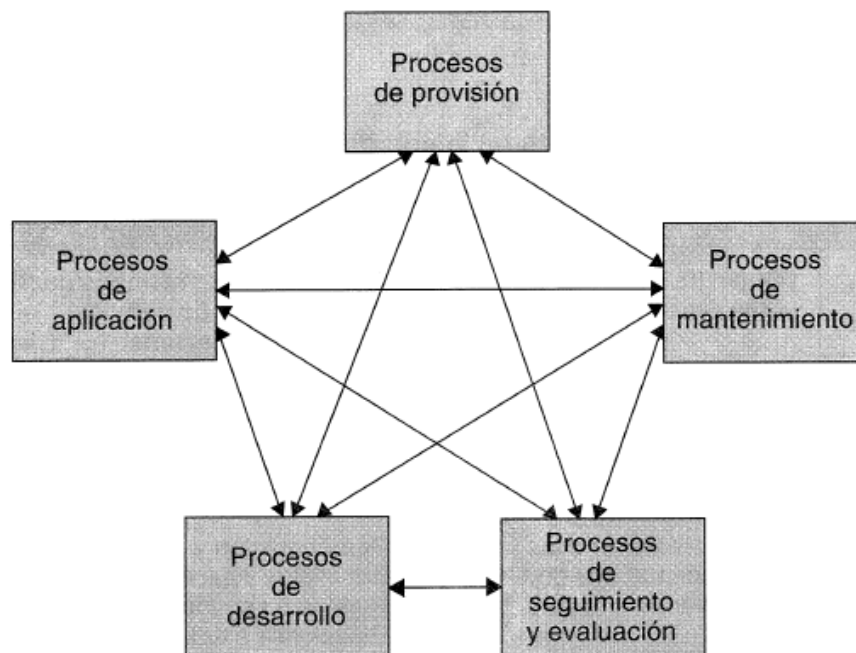 Procesos
de provisión
Procesos
de
aplicación
Procesos
de
mantenimiento
Procesos
de
desarrollo
Procesos
de
seguimiento
y evaluación